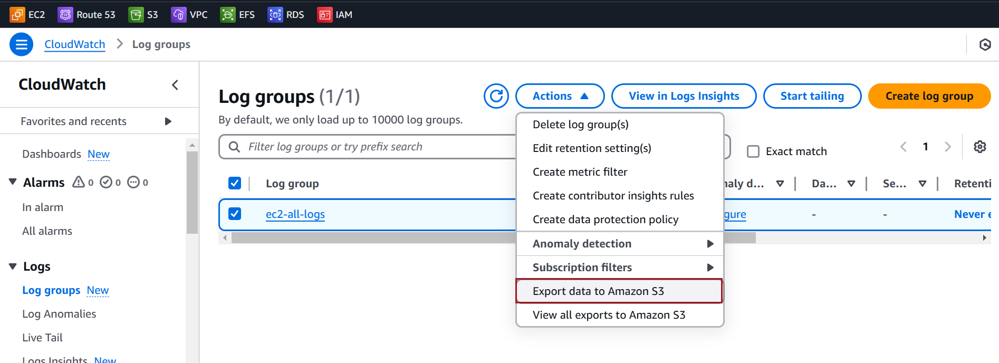 EC2 Route 53 S3 VPC EFS RDS IAM
CloudWatch > Log groups
CloudWatch
Favorites and recents
Dashboards New
Alarms 0 0 0
In alarm
All alarms
Logs
Log groups New
Log Anomalies
Live Tail
Logs Insights New
Log groups (1/1)
By default, we only load up to 10000 log groups.
Actions View in Logs Insights Start tailing Create log group
Filter log groups or try prefix search
Exact match
1
Log group
naly d... Da... Se... Retenti
ec2-all-logs
gure - - Never e
Delete log group(s)
Edit retention setting(s)
Create metric filter
Create contributor insights rules
Create data protection policy
Anomaly detection
Subscription filters
Export data to Amazon S3
View all exports to Amazon S3